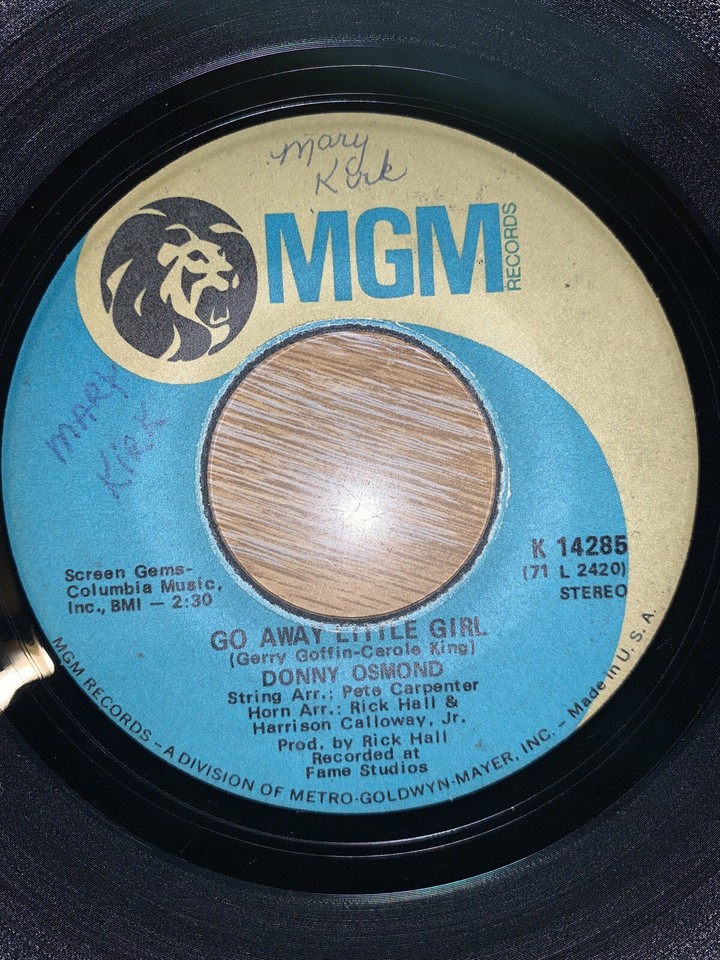 Mary
Kirk
MGM
RECORDS
MARY
KIRK
K 14285
(71 L 2420)
STEREO
Screen Gems-
Columbia Music,
Inc., BMI — 2:30
GO AWAY LITTLE GIRL
(Gerry Goffin-Carole King)
DONNY OSMOND
String Arr.: Pete Carpenter
Horn Arr.: Rick Hall &
Harrison Calloway, Jr.
Prod. by Rick Hall
Recorded at
Fame Studios
MGM RECORDS – A DIVISION OF METRO-GOLDWYN-MAYER, INC. – Made in U. S. A.